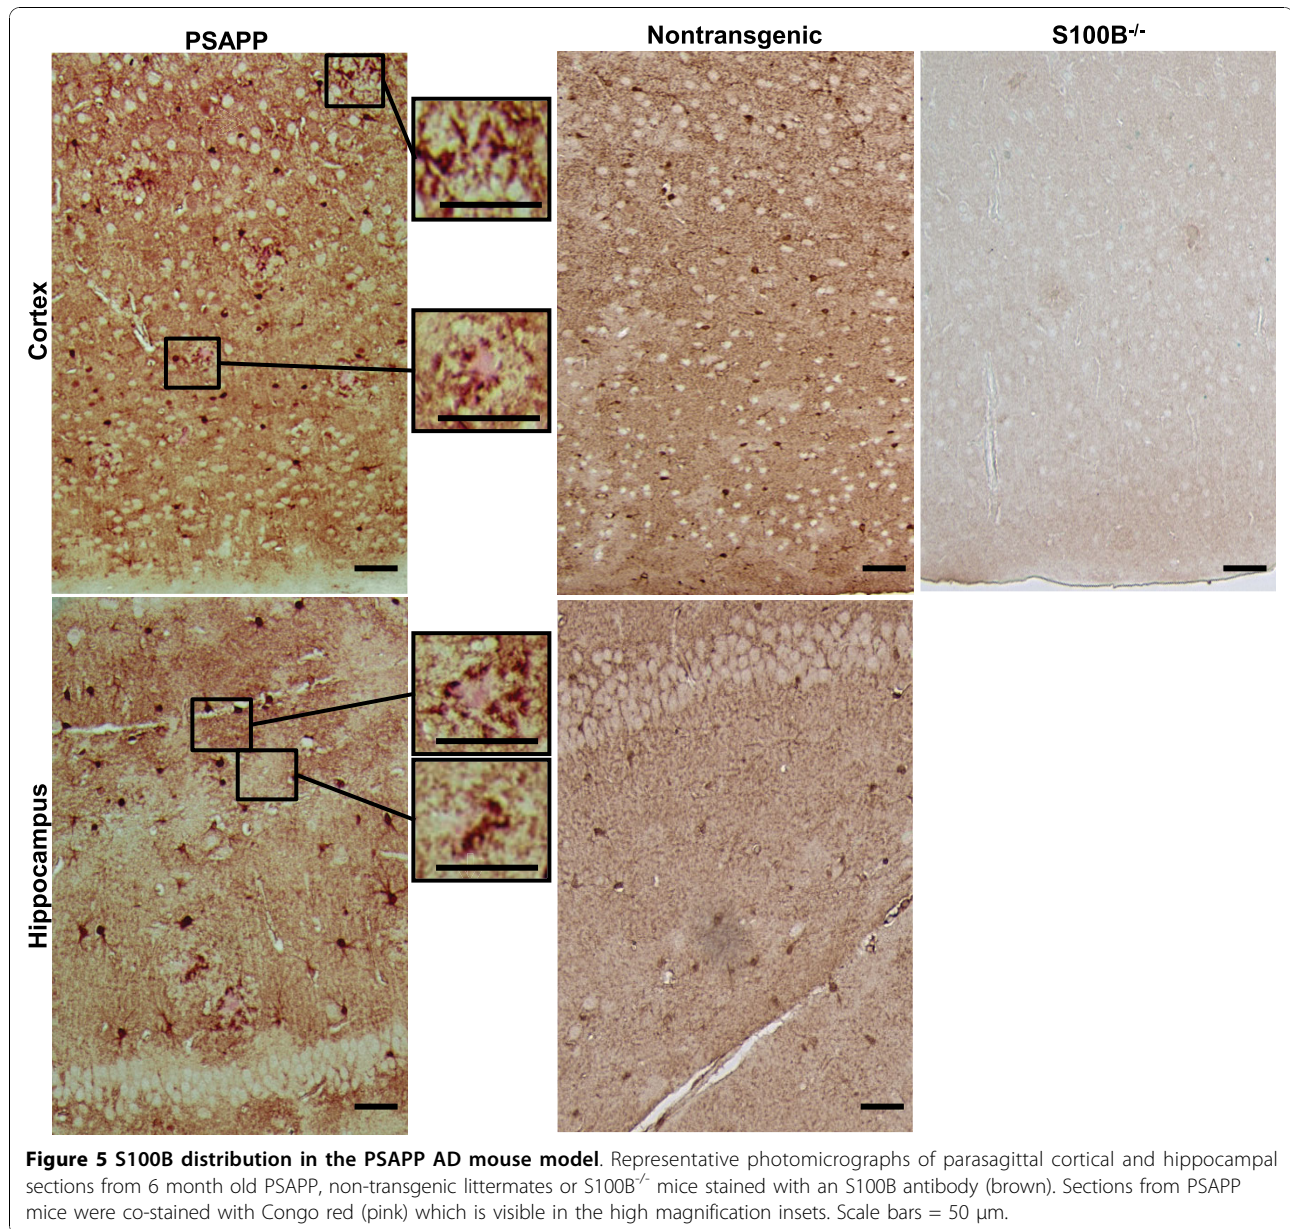 PSAPP
Nontransgenic
S100B-/-
Cortex
Hippocampus
Figure 5 S100B distribution in the PSAPP AD mouse model. Representative photomicrographs of parasagittal cortical and hippocampal
sections from 6 month old PSAPP, non-transgenic littermates or S100B-/- mice stained with an S100B antibody (brown). Sections from PSAPP
mice were co-stained with Congo red (pink) which is visible in the high magnification insets. Scale bars = 50 μm.